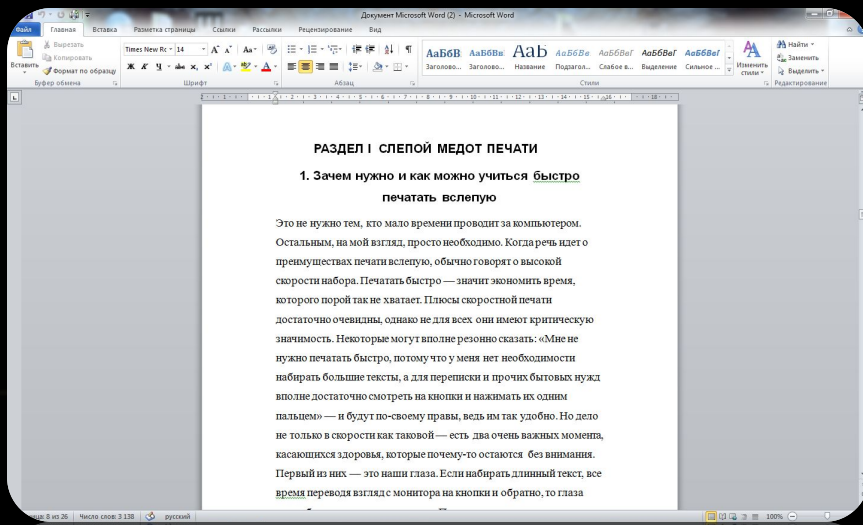 Документ Microsoft Word (2) - Microsoft Word
Файл Главная Вставка Разметка страницы Ссылки Рассылки Рецензирование Вид
Вставить
Вырезать
Копировать
Формат по образцу
Буфер обмена
Times New Rc 14
Ж К Ч abc x₂ x²
Шрифт
Абзац
АаБбВ АаБбВв АаБ АаБбВв АаБбВвГ АаБбВвГ АаБбВвГ
Заголово... Заголово... Название Подзагол... Слабое в... Выделение Сильное ...
Стили
Изменить
стили
Найти
Заменить
Выделить
Редактирование
РАЗДЕЛ I СЛЕПОЙ МЕДОТ ПЕЧАТИ
1. Зачем нужно и как можно учиться быстро
печатать вслепую
Это не нужно тем, кто мало времени проводит за компьютером.
Остальным, на мой взгляд, просто необходимо. Когда речь идет о
преимуществах печати вслепую, обычно говорят о высокой
скорости набора. Печатать быстро — значит экономить время,
которого порой так не хватает. Плюсы скоростной печати
достаточно очевидны, однако не для всех они имеют критическую
значимость. Некоторые могут вполне резонно сказать: «Мне не
нужно печатать быстро, потому что у меня нет необходимости
набирать большие тексты, а для переписки и прочих бытовых нужд
вполне достаточно смотреть на кнопки и нажимать их одним
пальцем» — и будут по-своему правы, ведь им так удобно. Но дело
не только в скорости как таковой — есть два очень важных момента,
касающихся здоровья, которые почему-то остаются без внимания.
Первый из них — это наши глаза. Если набирать длинный текст, все
время переводя взгляд с монитора на кнопки и обратно, то глаза
8 из 26 Число слов: 3 138 русский 100%